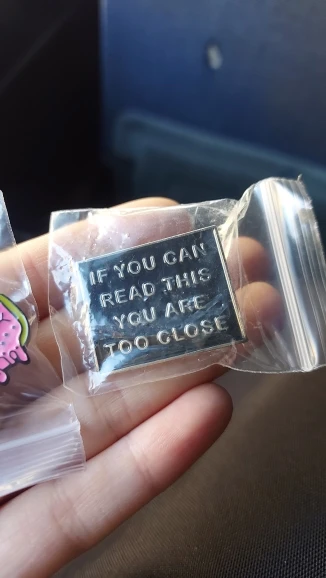 IF YOU CAN
READ THIS
YOU ARE
TOO CLOSE